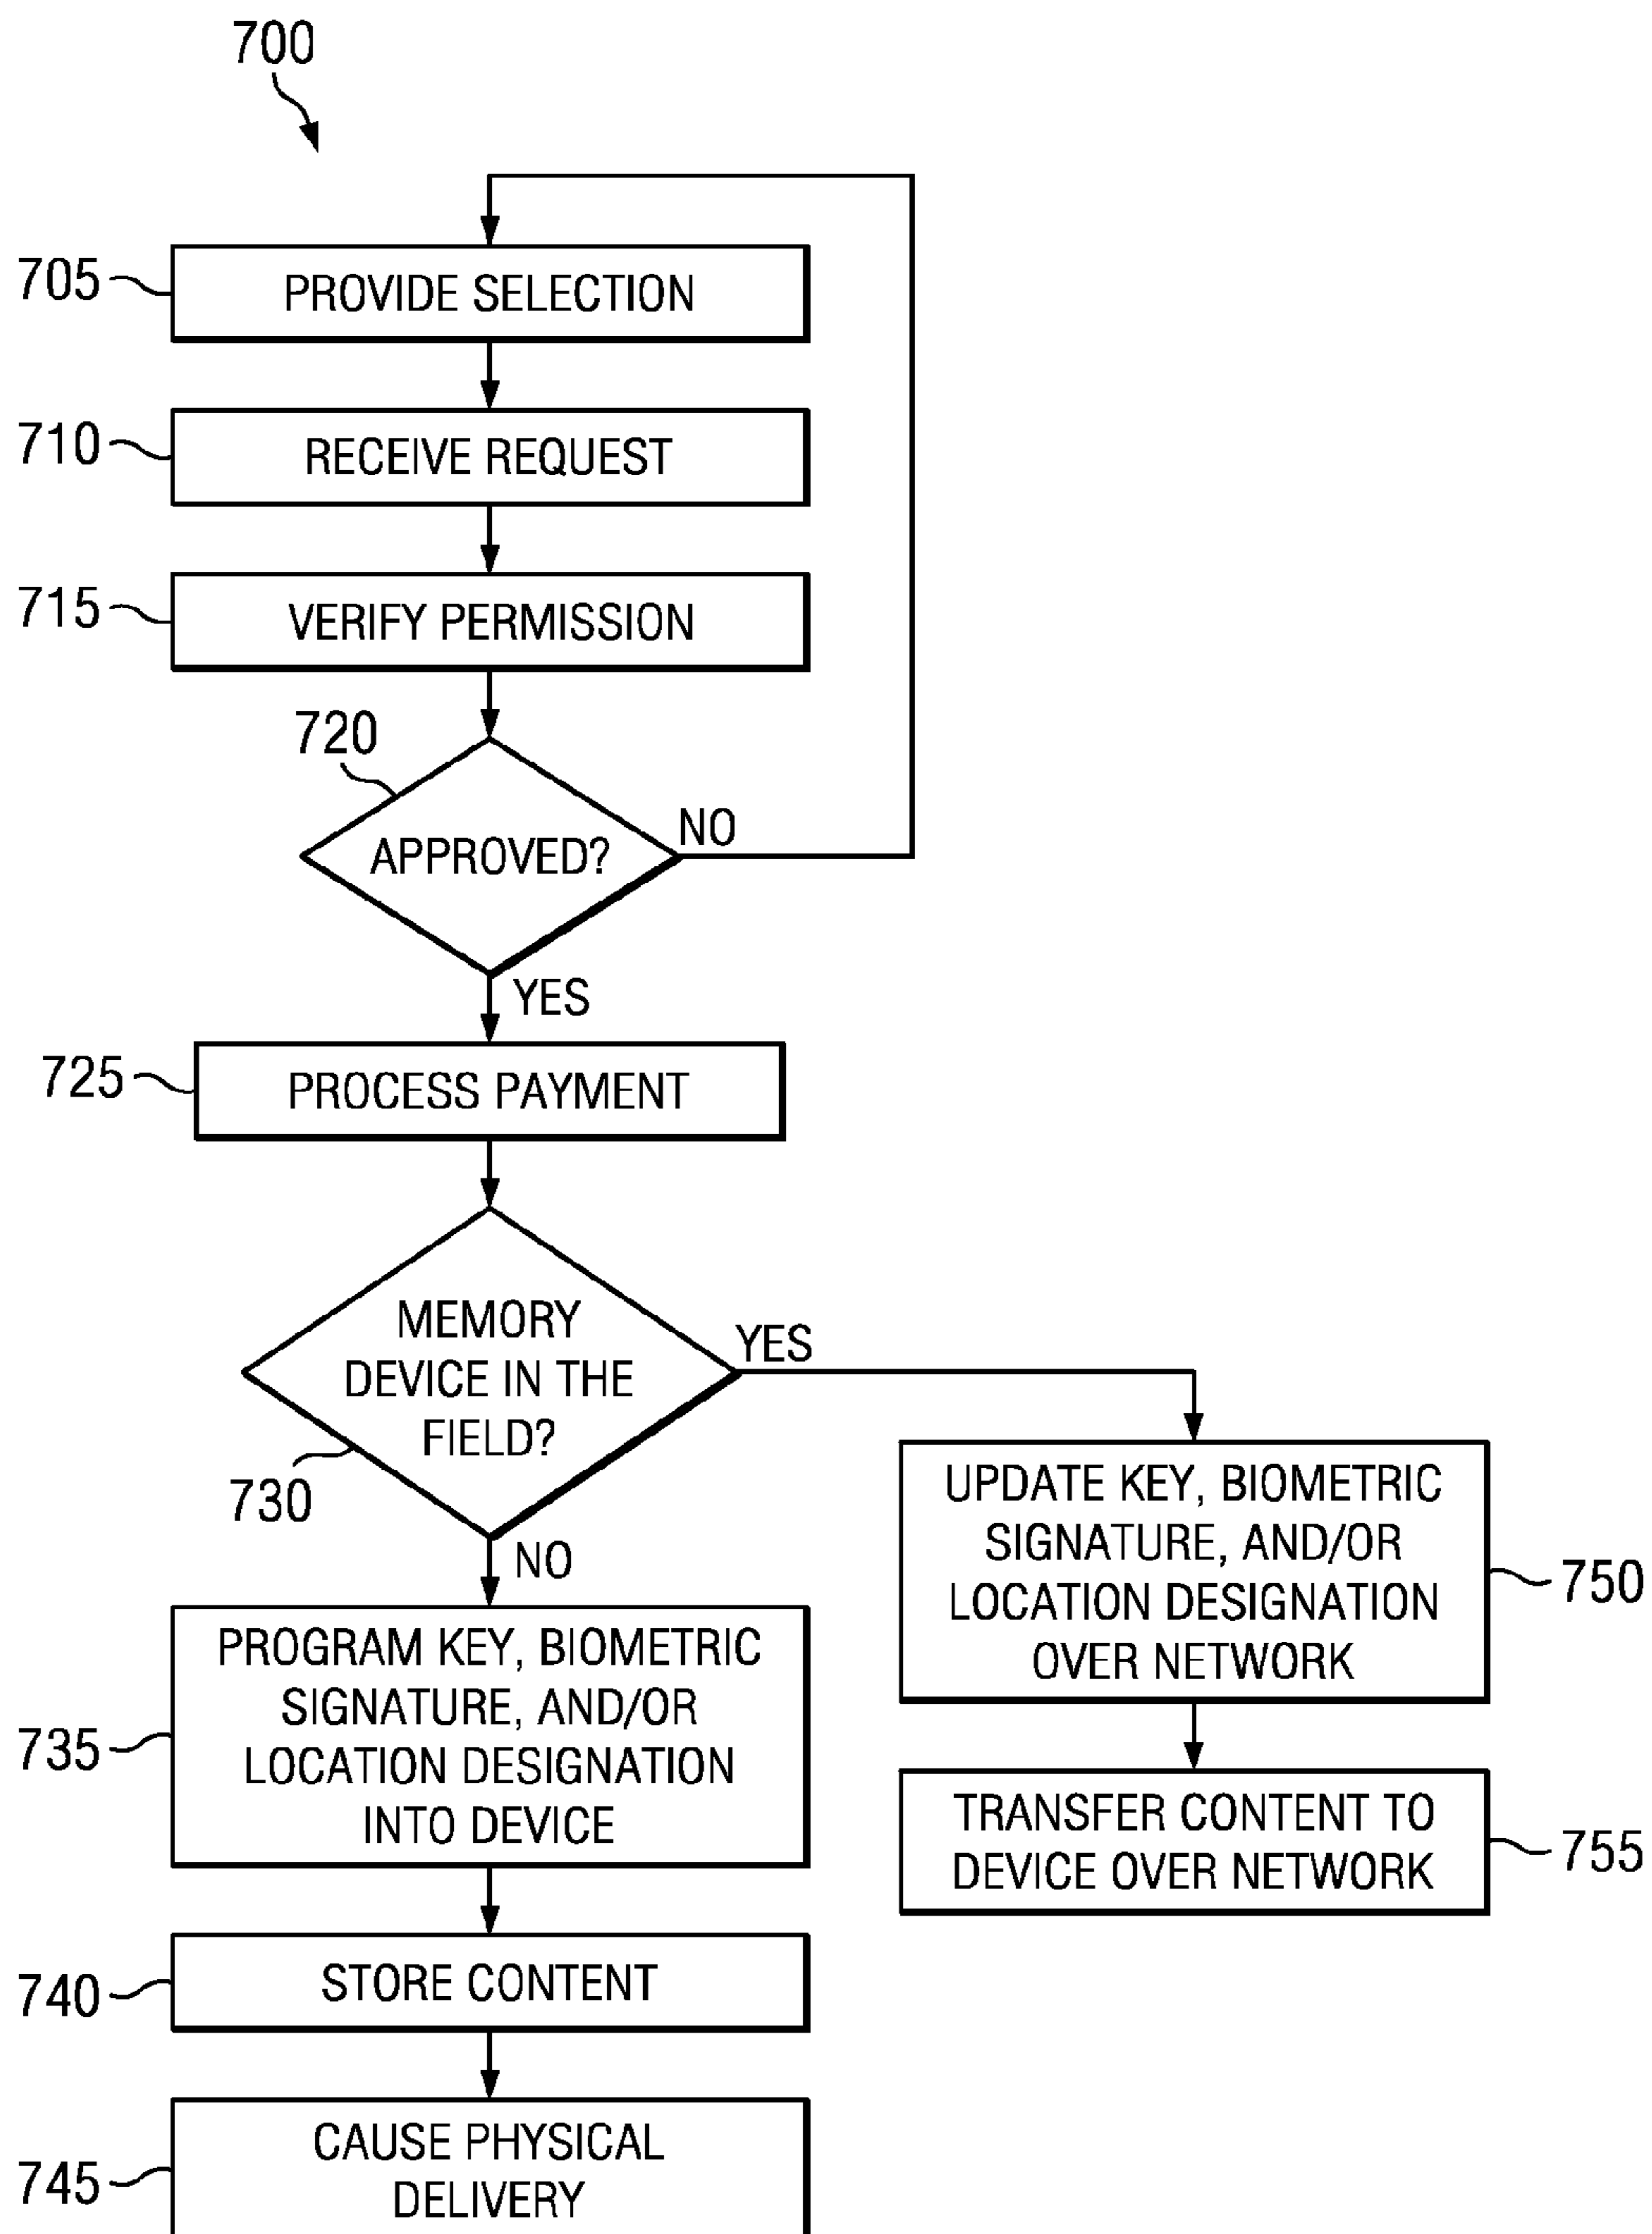 700
705
PROVIDE SELECTION
710
RECEIVE REQUEST
715
VERIFY PERMISSION
720
APPROVED?
NO
YES
725
PROCESS PAYMENT
MEMORY
DEVICE IN THE
FIELD?
YES
730
NO
UPDATE KEY, BIOMETRIC
SIGNATURE, AND/OR
LOCATION DESIGNATION
OVER NETWORK
750
735
PROGRAM KEY, BIOMETRIC
SIGNATURE, AND/OR
LOCATION DESIGNATION
INTO DEVICE
TRANSFER CONTENT TO
DEVICE OVER NETWORK
755
740
STORE CONTENT
745
CAUSE PHYSICAL
DELIVERY